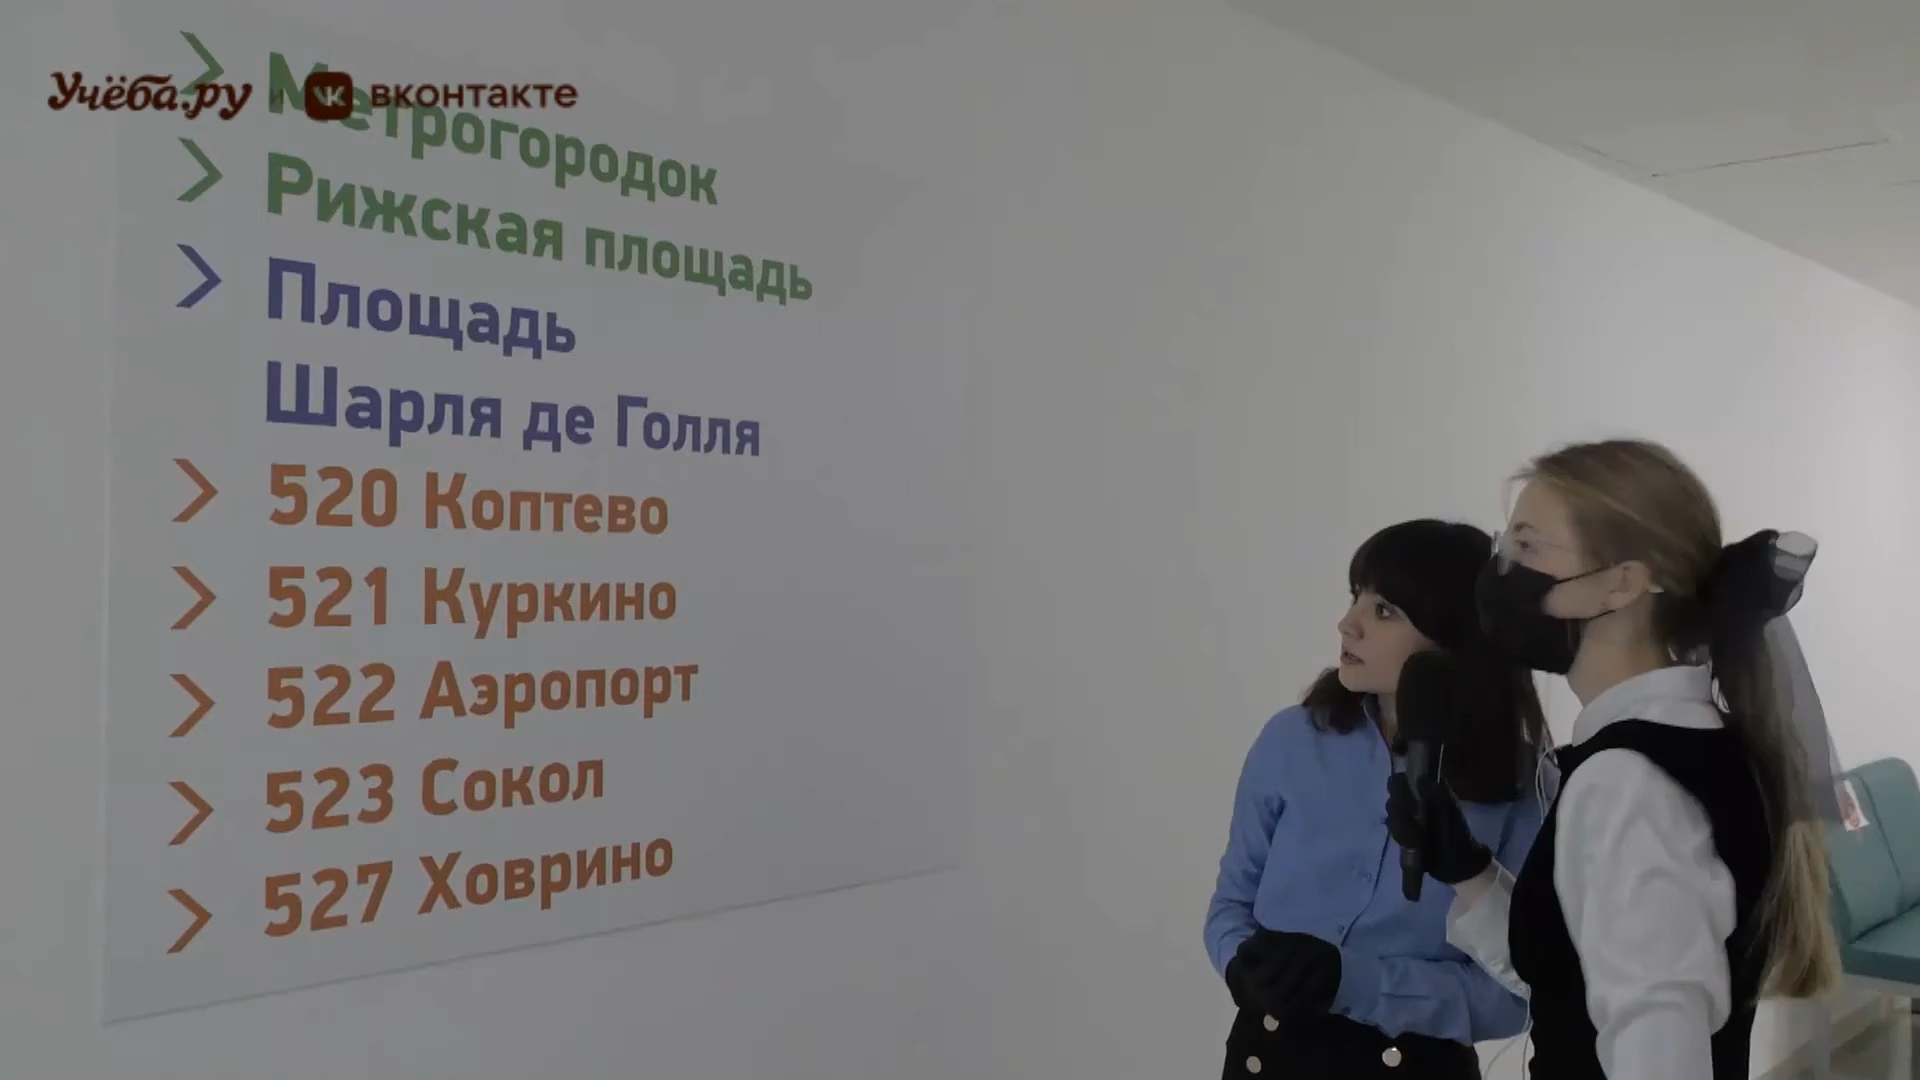 Учёба.ру и вконтакте
Метрогородок
Рижская площадь
Площадь
Шарля де Голля
520 Коптево
521 Куркино
522 Аэропорт
523 Сокол
527 Ховрино